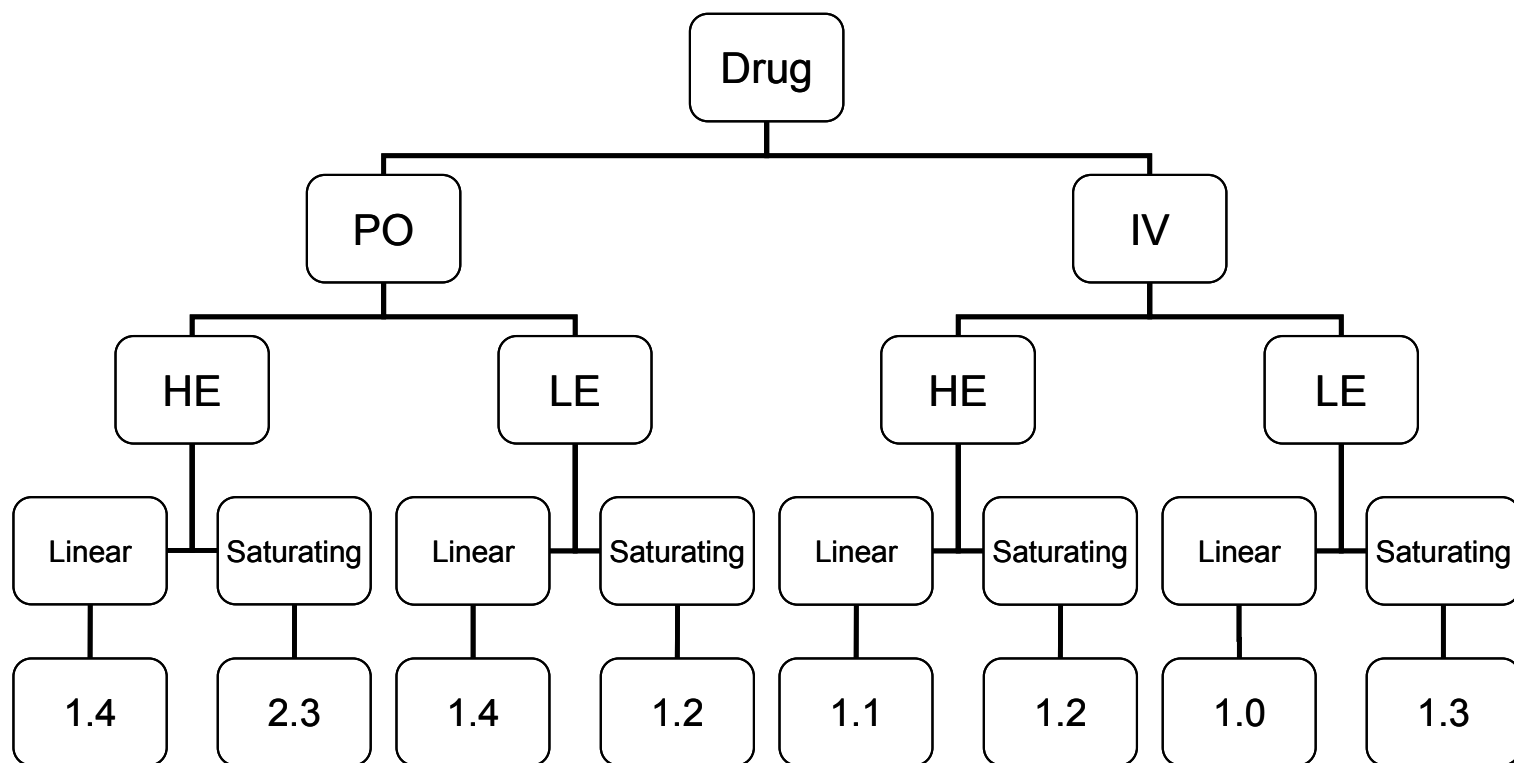 Drug
PO
IV
HE
LE
HE
LE
Linear
Saturating
Linear
Saturating
Linear
Saturating
Linear
Saturating
1.4
2.3
1.4
1.2
1.1
1.2
1.0
1.3